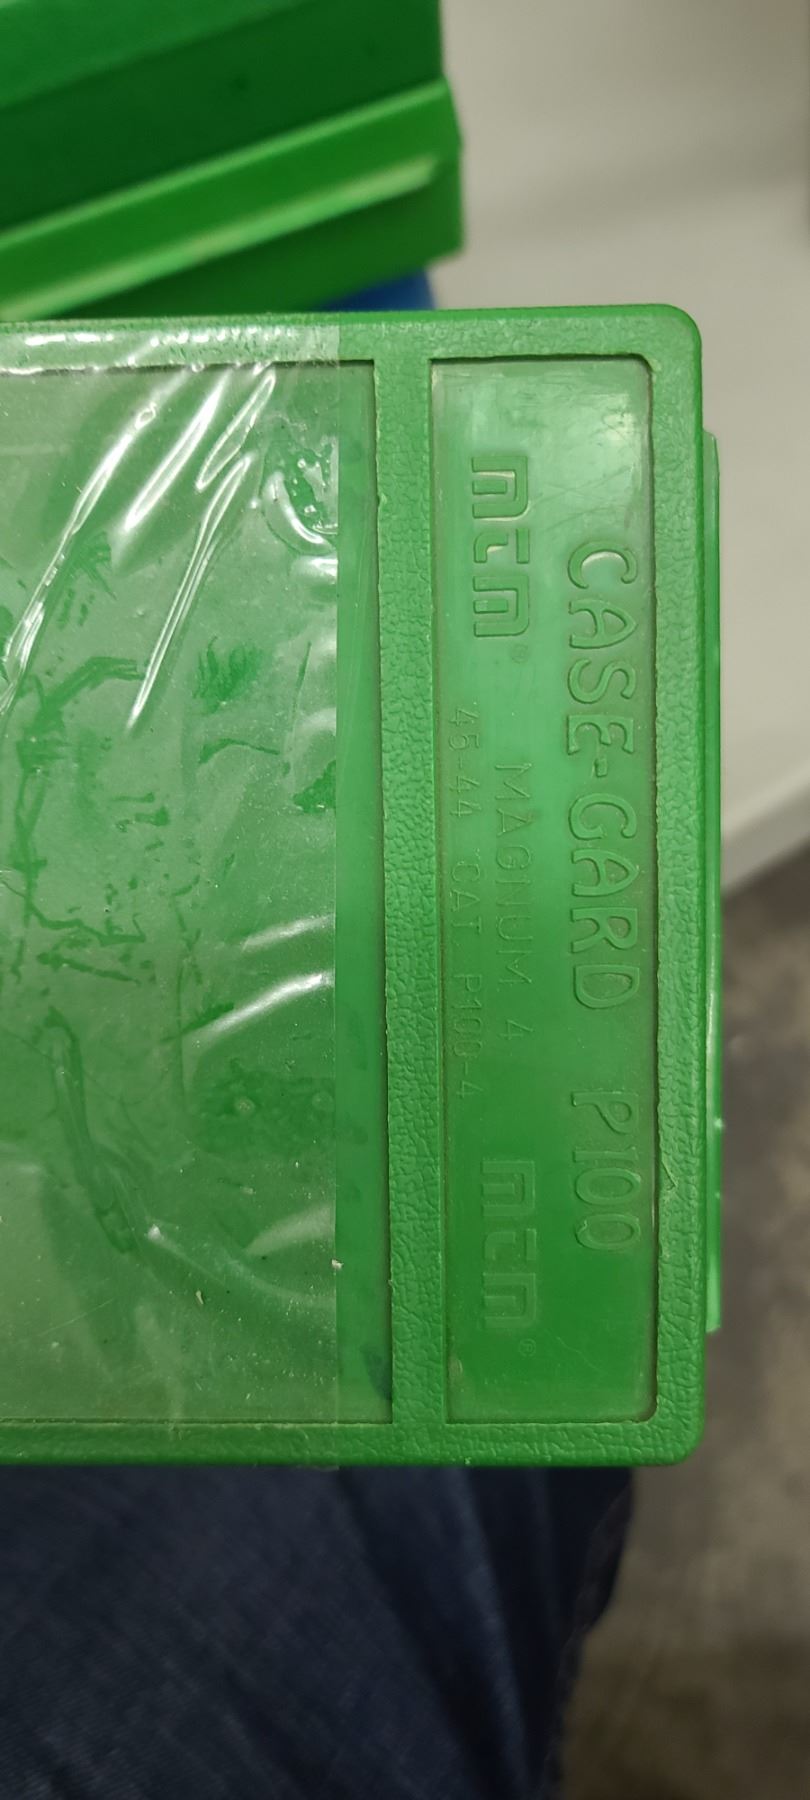 CASE-GARD P100
mtm® MAGNUM 4 mtm®
45-44 CAT. P100-4